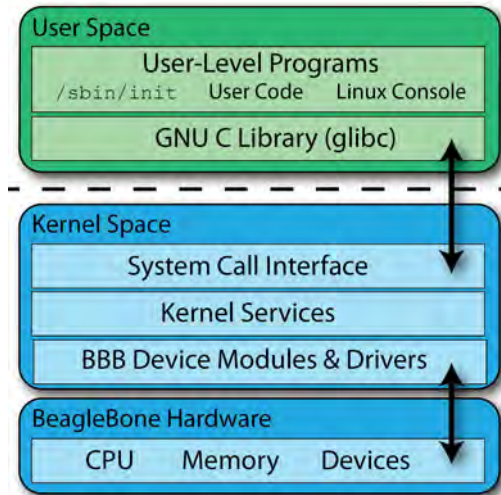 User Space
User-Level Programs
/sbin/init User Code Linux Console
GNU C Library (glibc)
Kernel Space
System Call Interface
Kernel Services
BBB Device Modules & Drivers
BeagleBone Hardware
CPU Memory Devices